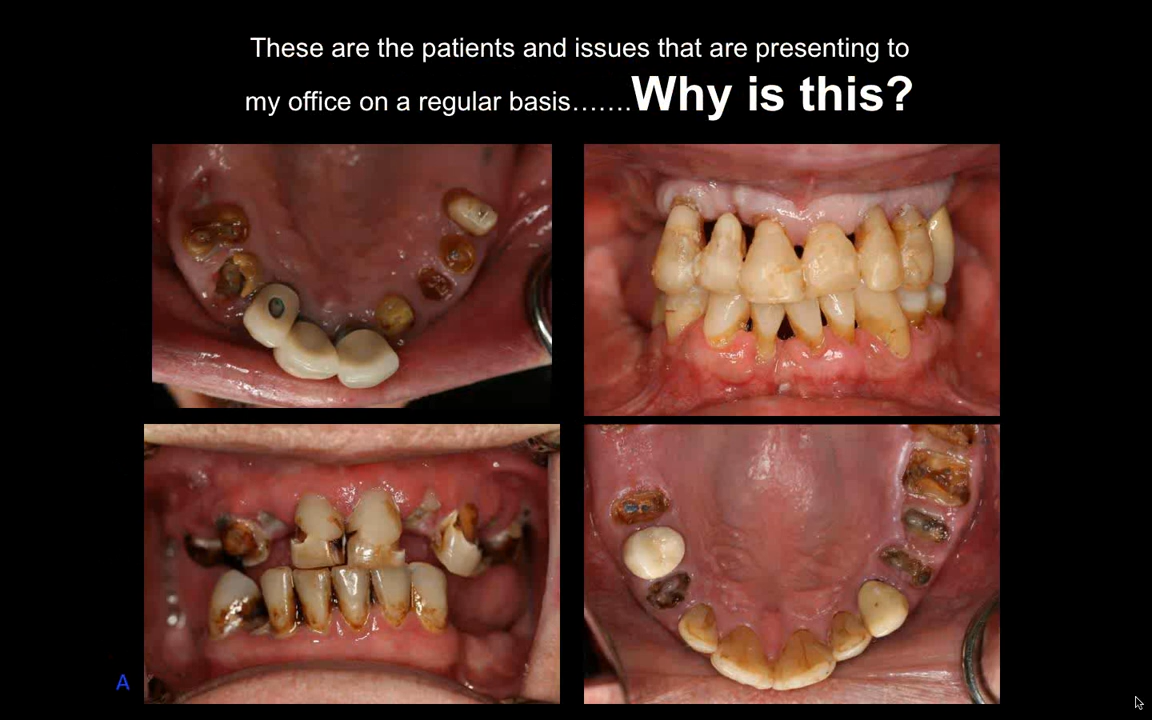 These are the patients and issues that are presenting to
my office on a regular basis.......Why is this?
A